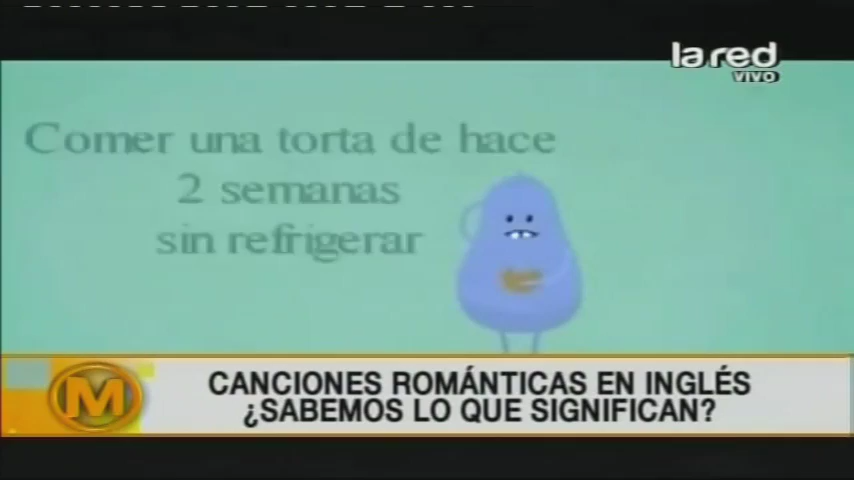 la red
VIVO
Comer una torta de hace
2 semanas
sin refrigerar
M
CANCIONES ROMÁNTICAS EN INGLÉS
¿SABEMOS LO QUE SIGNIFICAN?